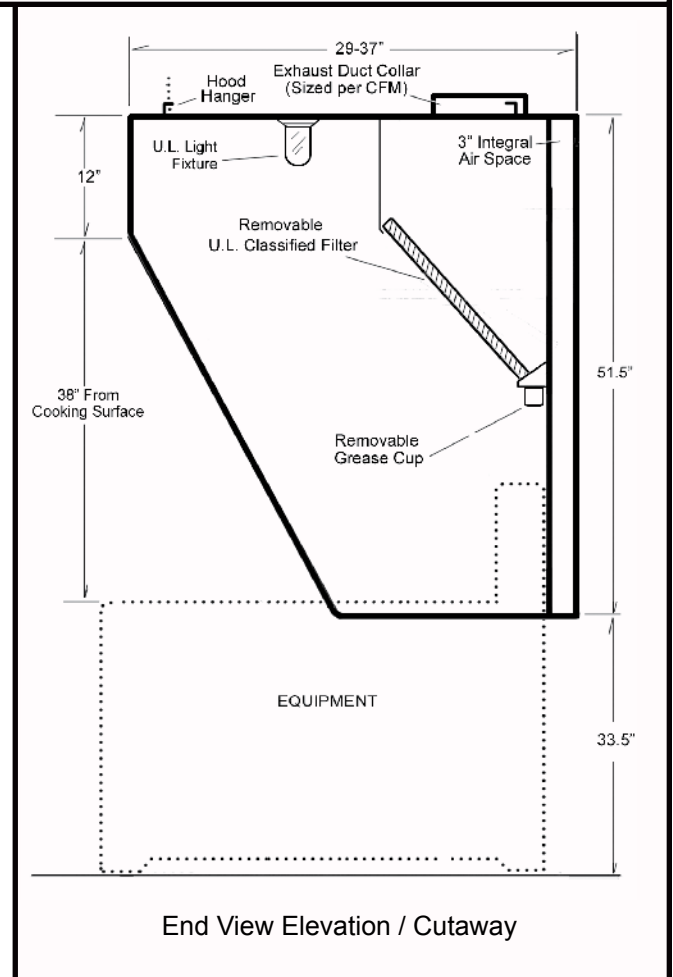 29-37"
Hood
Hanger
Exhaust Duct Collar
(Sized per CFM)
U.L. Light
Fixture
3" Integral
Air Space
12"
Removable
U.L. Classified Filter
38" From
Cooking Surface
51.5"
Removable
Grease Cup
EQUIPMENT
33.5"
End View Elevation / Cutaway